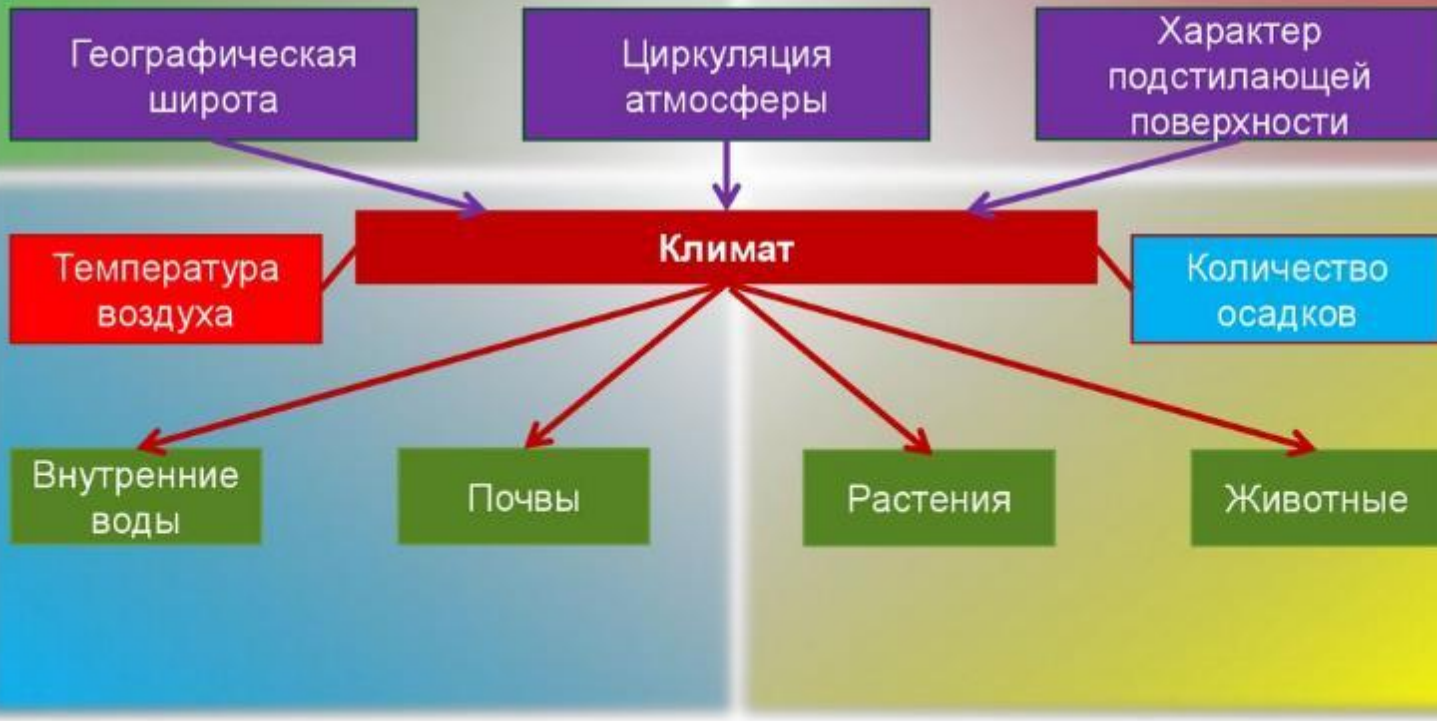 Географическая
широта
Циркуляция
атмосферы
Характер
подстилающей
поверхности
Климат
Температура
воздуха
Количество
осадков
Внутренние
воды
Почвы
Растения
Животные